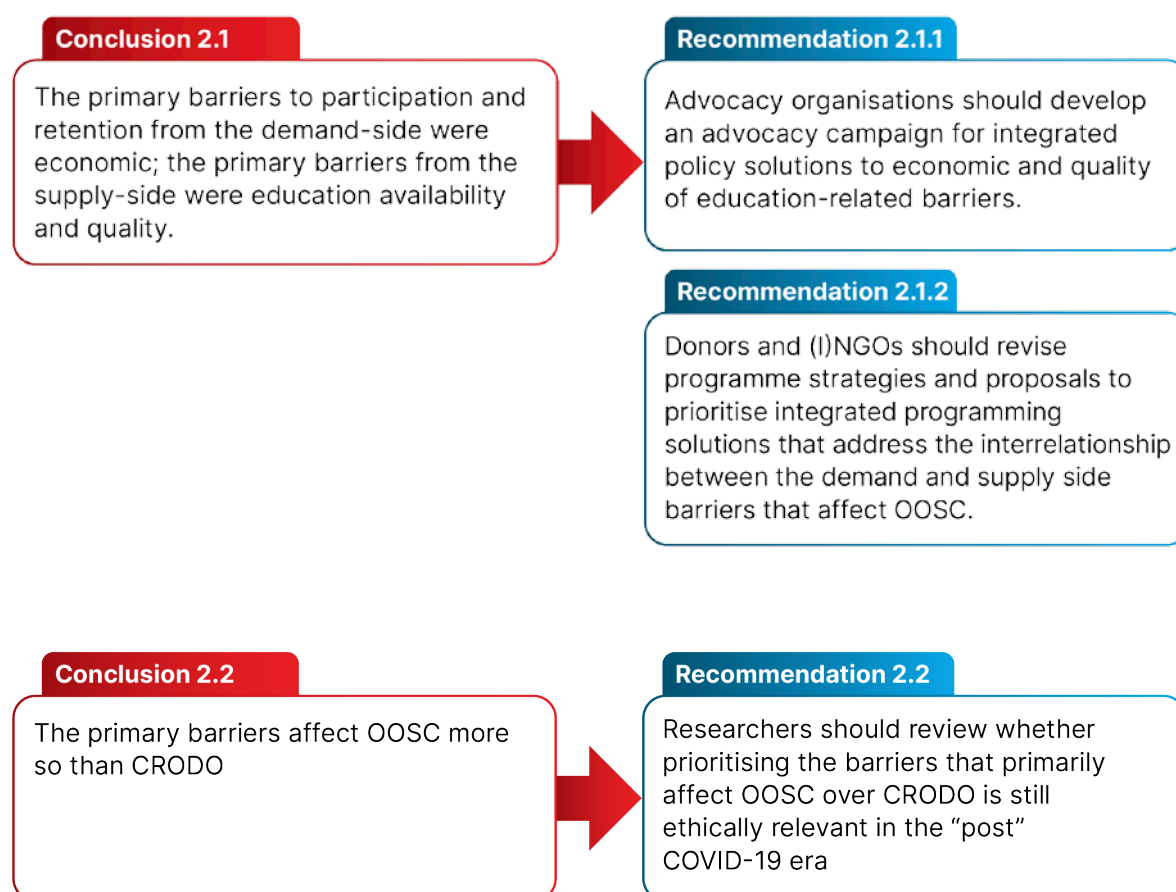 Conclusion 2.1
The primary barriers to participation and
retention from the demand-side were
economic; the primary barriers from the
supply-side were education availability
and quality.
Recommendation 2.1.1
Advocacy organisations should develop
an advocacy campaign for integrated
policy solutions to economic and quality
of education-related barriers.
Recommendation 2.1.2
Donors and (I)NGOs should revise
programme strategies and proposals to
prioritise integrated programming
solutions that address the interrelationship
between the demand and supply side
barriers that affect OOSC.
Conclusion 2.2
The primary barriers affect OOSC more
so than CRODO
Recommendation 2.2
Researchers should review whether
prioritising the barriers that primarily
affect OOSC over CRODO is still
ethically relevant in the “post”
COVID-19 era